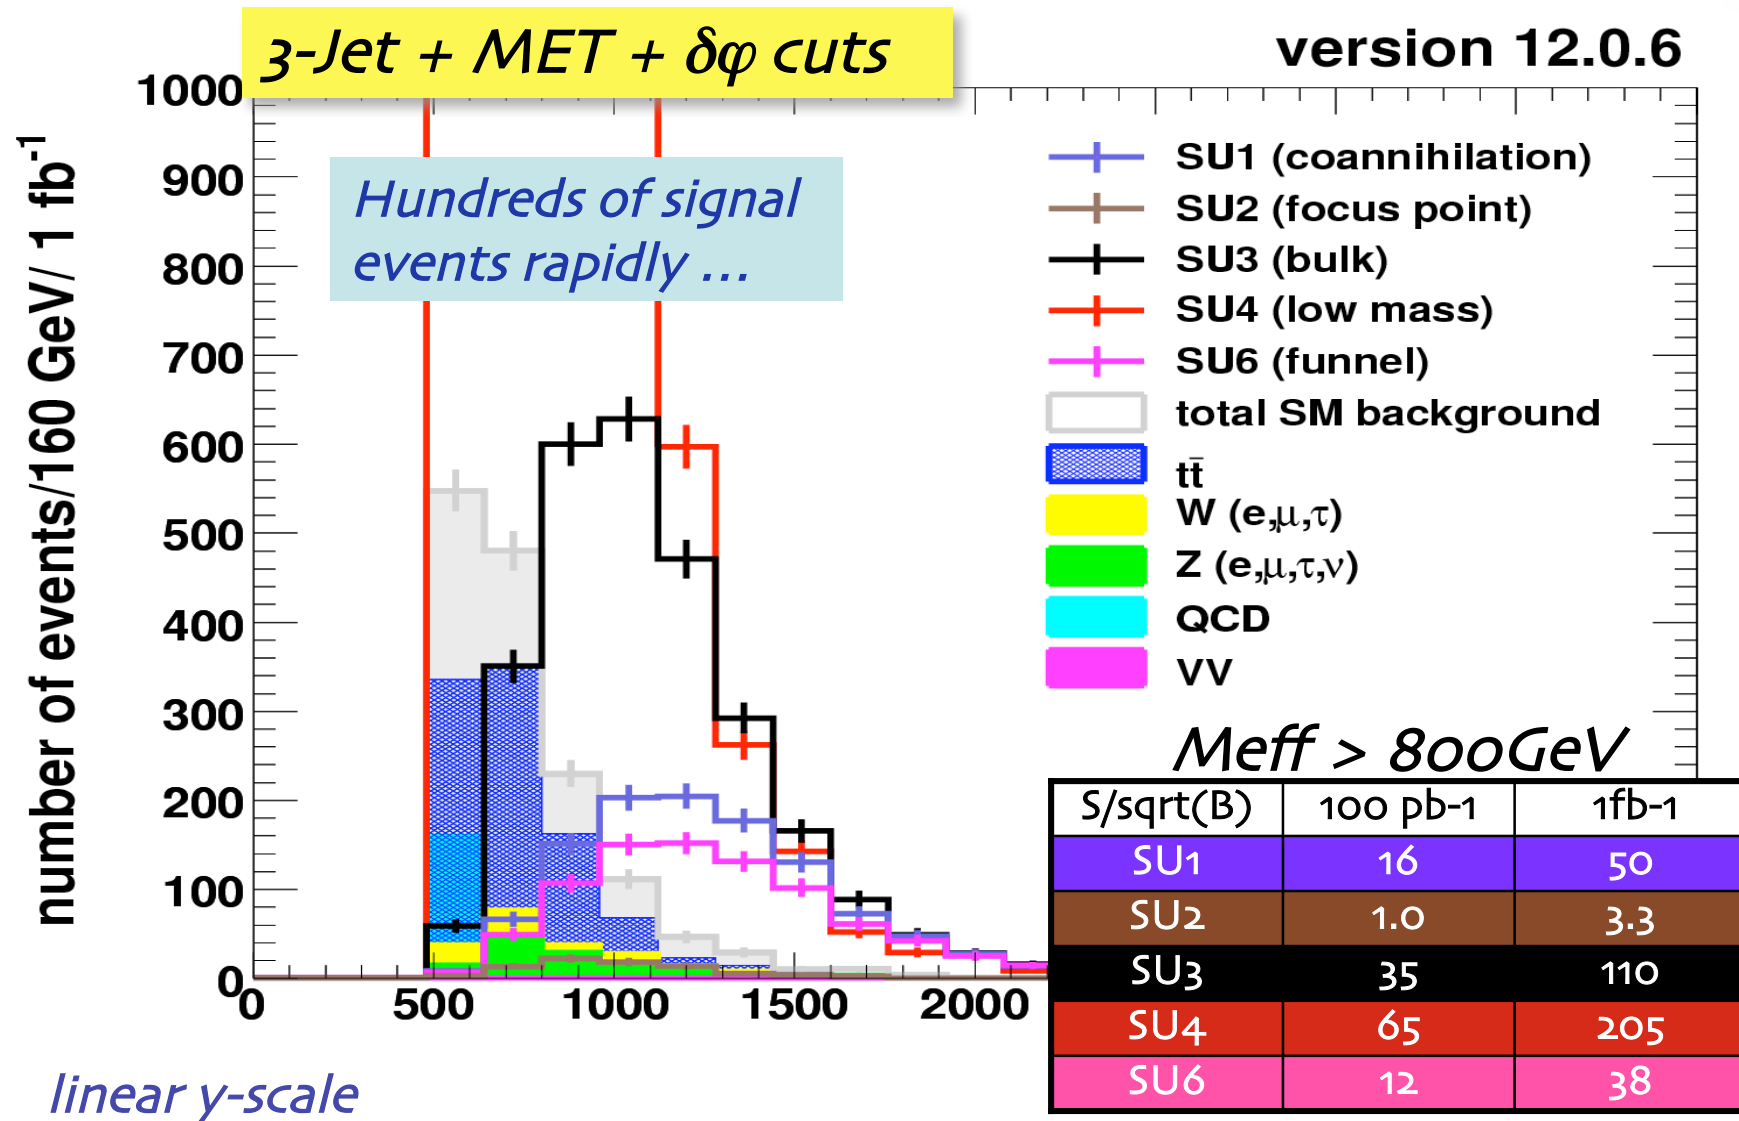 3-Jet + MET + δφ cuts
version 12.0.6
number of events/160 GeV/ 1 fb⁻¹
1000
900
800
700
600
500
400
300
200
100
0
Hundreds of signal
events rapidly ...
SU1 (coannihilation)
SU2 (focus point)
SU3 (bulk)
SU4 (low mass)
SU6 (funnel)
total SM background
tt̄
W (e,μ,τ)
Z (e,μ,τ,ν)
QCD
VV
0 500 1000 1500 2000
Meff > 800GeV
S/sqrt(B) 100 pb-1 1fb-1
SU1 16 50
SU2 1.0 3.3
SU3 35 110
SU4 65 205
SU6 12 38
linear y-scale